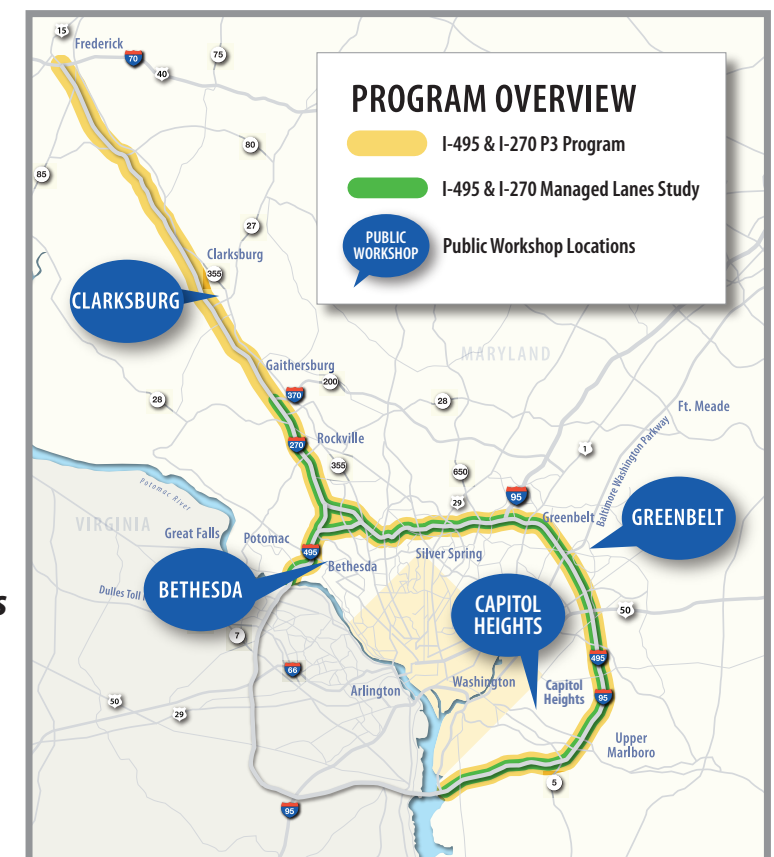 15
Frederick
70
75
40
PROGRAM OVERVIEW
I-495 & I-270 P3 Program
I-495 & I-270 Managed Lanes Study
PUBLIC
WORKSHOP
Public Workshop Locations
80
85
27
Clarksburg
355
CLARKSBURG
MARYLAND
Gaithersburg
370
200
28
28
Ft. Meade
270
Rockville
355
1
650
29
95
Baltimore Washington Parkway
Potomac River
VIRGINIA
Great Falls
Potomac
495
Greenbelt
GREENBELT
Silver Spring
Bethesda
BETHESDA
Dulles Toll
s
CAPITOL
HEIGHTS
50
7
66
495
Arlington
Washington
Capitol
Heights
95
50
29
Upper
Marlboro
5
95